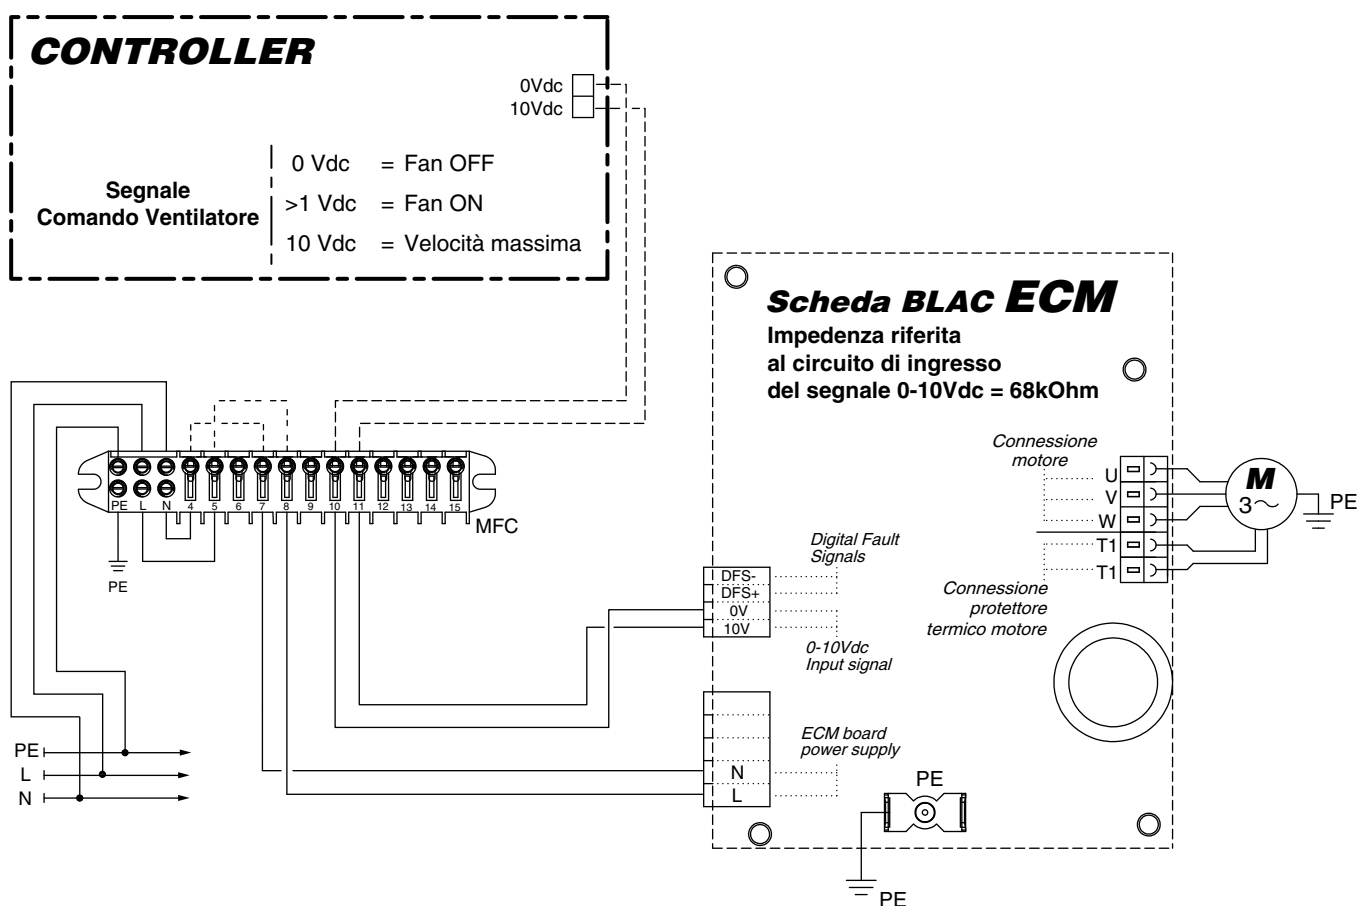 CONTROLLER
0Vdc
10Vdc
Segnale
Comando Ventilatore
0 Vdc = Fan OFF
>1 Vdc = Fan ON
10 Vdc = Velocità massima
Scheda BLAC ECM
Impedenza riferita
al circuito di ingresso
del segnale 0-10Vdc = 68kOhm
Connessione
motore
U
V
W
T1
T1
M
3~
PE
Connessione
protettore
termico motore
PE L N 4 5 6 7 8 9 10 11 12 13 14 15
MFC
PE
Digital Fault
Signals
DFS-
DFS+
0V
10V
0-10Vdc
Input signal
ECM board
power supply
N
L
PE
PE
PE
L
N